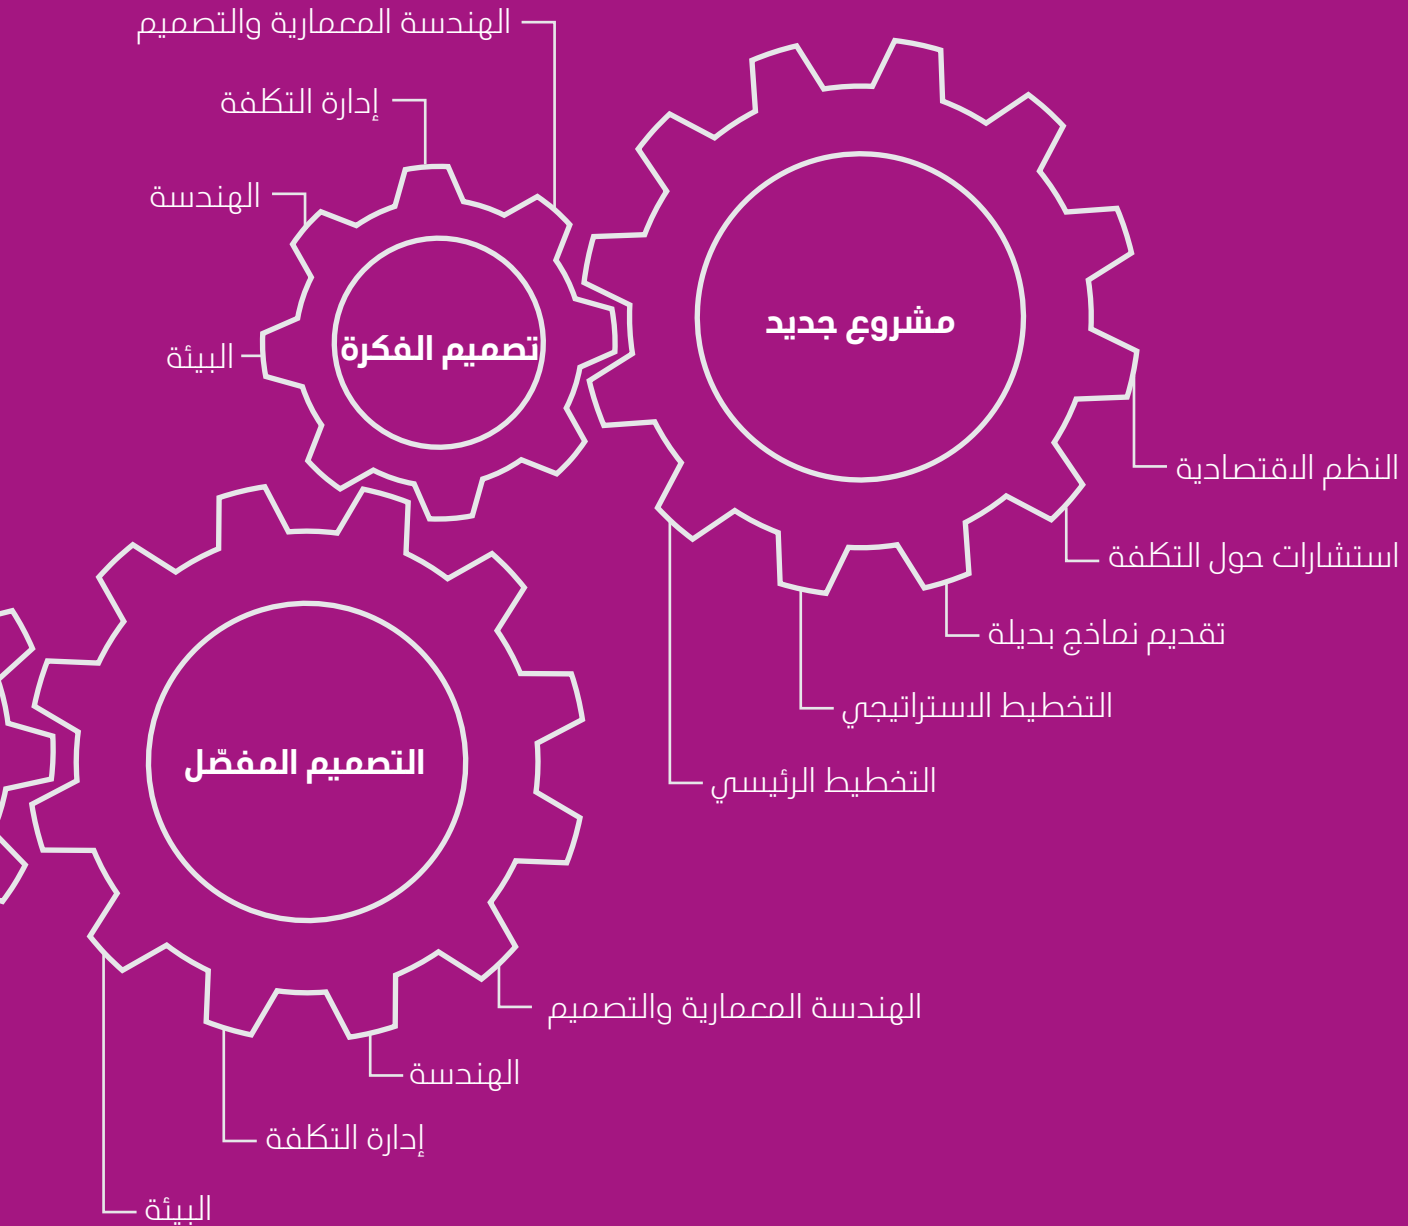 الهندسة المعمارية والتصميم
إدارة التكلفة
الهندسة
البيئة
تصميم الفكرة
مشروع جديد
النظم الاقتصادية
استشارات حول التكلفة
تقديم نماذج بديلة
التخطيط الاستراتيجي
التخطيط الرئيسي
التصميم المفصّل
الهندسة المعمارية والتصميم
الهندسة
إدارة التكلفة
البيئة